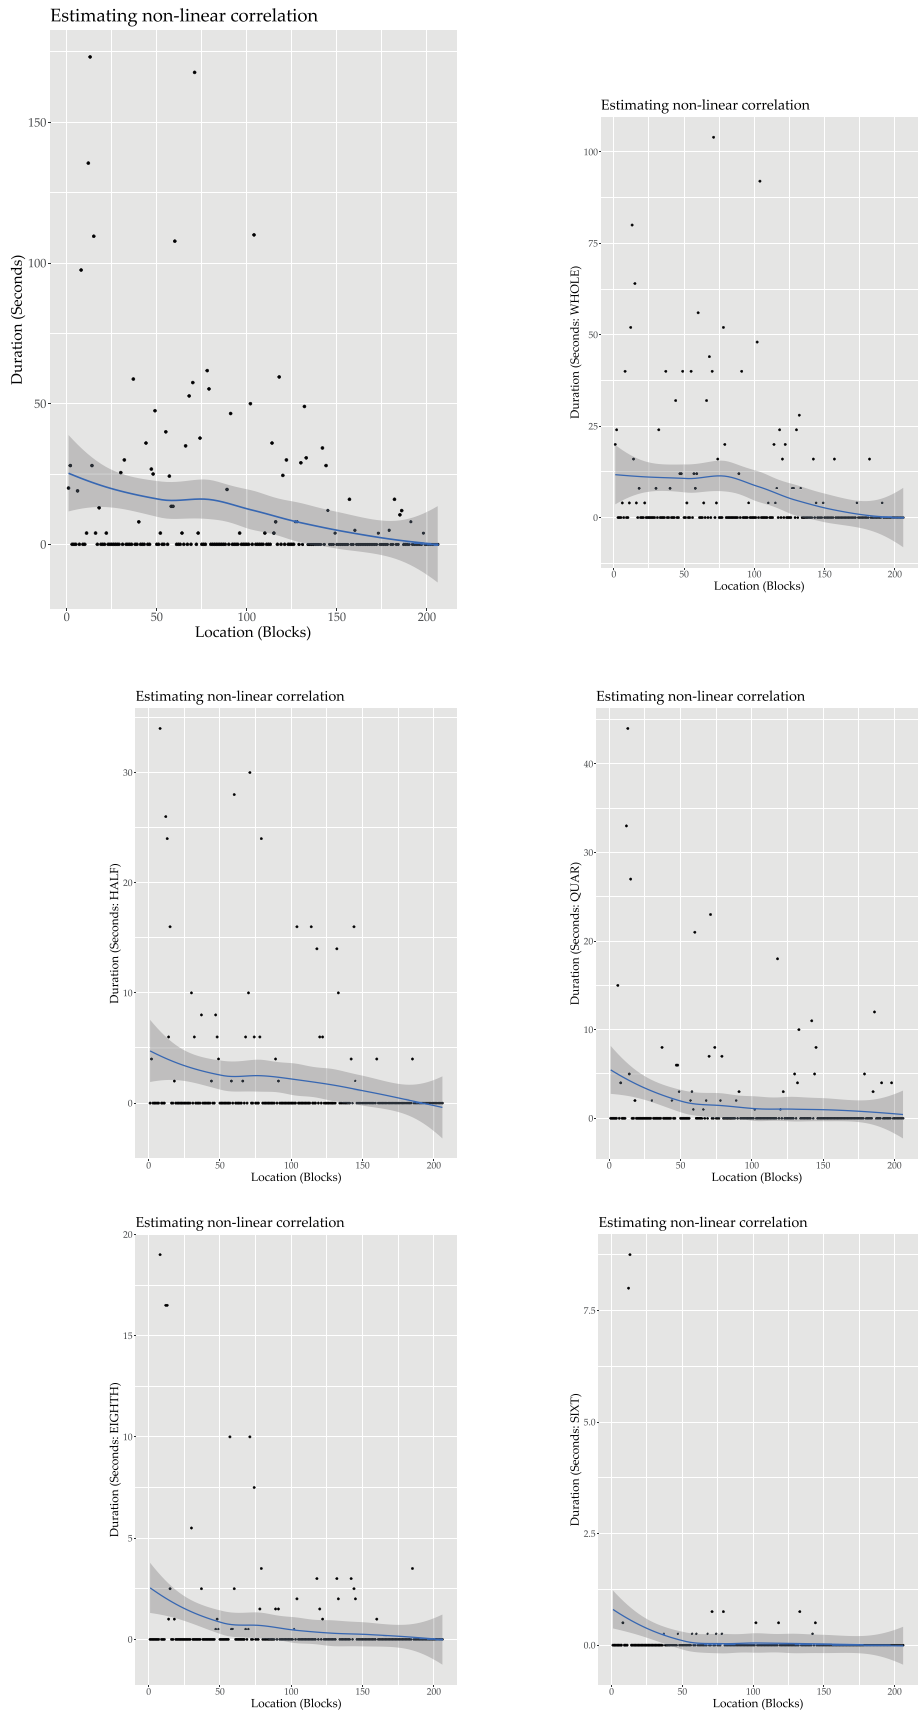 Estimating non-linear correlation
150
100
50
0
Duration (Seconds)
0 50 100 150 200
Location (Blocks)
Estimating non-linear correlation
100
75
50
25
0
Duration (Seconds: WHOLE)
0 50 100 150 200
Location (Blocks)
Estimating non-linear correlation
30
20
10
0
Duration (Seconds: HALF)
0 50 100 150 200
Location (Blocks)
Estimating non-linear correlation
40
30
20
10
0
Duration (Seconds: QUAR)
0 50 100 150 200
Location (Blocks)
Estimating non-linear correlation
20
15
10
5
0
Duration (Seconds: EIGHTH)
0 50 100 150 200
Location (Blocks)
Estimating non-linear correlation
7.5
5.0
2.5
0.0
Duration (Seconds: SIXT)
0 50 100 150 200
Location (Blocks)